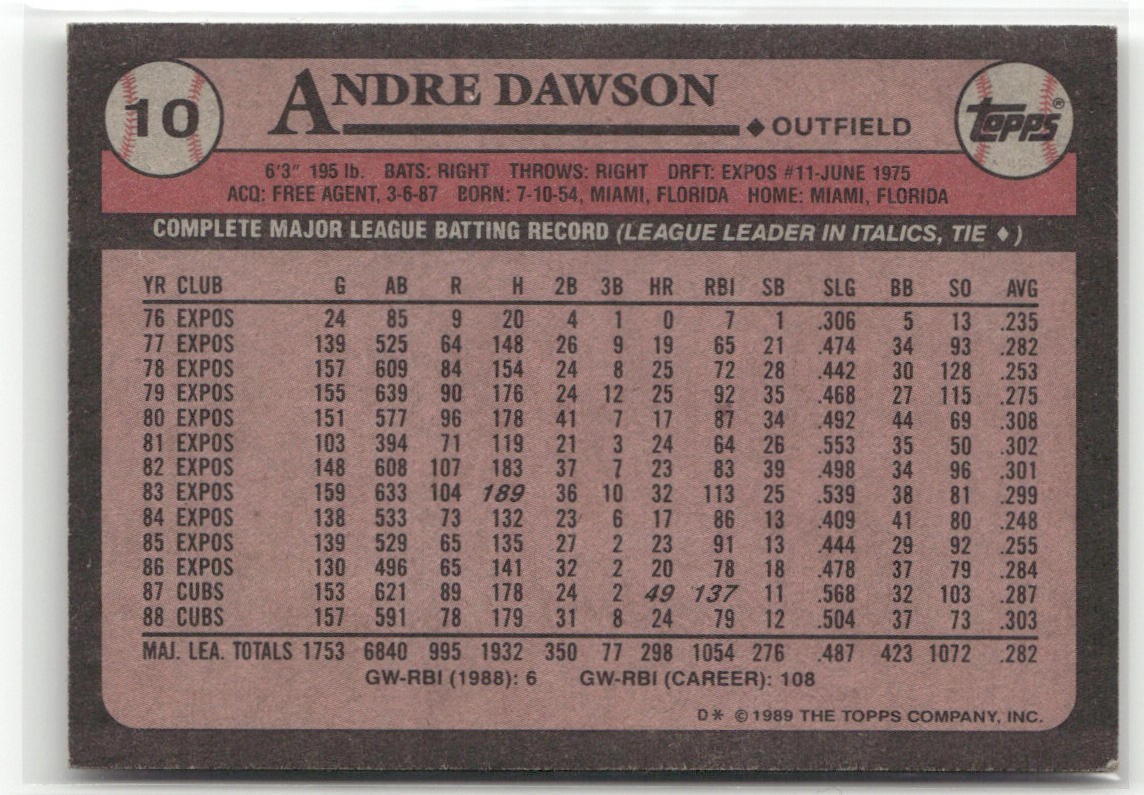 10
ANDRE DAWSON
◆ OUTFIELD
TOPPS®
6'3" 195 lb. BATS: RIGHT THROWS: RIGHT DRFT: EXPOS #11-JUNE 1975
ACQ: FREE AGENT, 3-6-87 BORN: 7-10-54, MIAMI, FLORIDA HOME: MIAMI, FLORIDA
COMPLETE MAJOR LEAGUE BATTING RECORD (LEAGUE LEADER IN ITALICS, TIE ♦)
YR CLUB G AB R H 2B 3B HR RBI SB SLG BB SO AVG
76 EXPOS 24 85 9 20 4 1 0 7 1 .306 5 13 .235
77 EXPOS 139 525 64 148 26 9 19 65 21 .474 34 93 .282
78 EXPOS 157 609 84 154 24 8 25 72 28 .442 30 128 .253
79 EXPOS 155 639 90 176 24 12 25 92 35 .468 27 115 .275
80 EXPOS 151 577 96 178 41 7 17 87 34 .492 44 69 .308
81 EXPOS 103 394 71 119 21 3 24 64 26 .553 35 50 .302
82 EXPOS 148 608 107 183 37 7 23 83 39 .498 34 96 .301
83 EXPOS 159 633 104 189 36 10 32 113 25 .539 38 81 .299
84 EXPOS 138 533 73 132 23 6 17 86 13 .409 41 80 .248
85 EXPOS 139 529 65 135 27 2 23 91 13 .444 29 92 .255
86 EXPOS 130 496 65 141 32 2 20 78 18 .478 37 79 .284
87 CUBS 153 621 89 178 24 2 49 137 11 .568 32 103 .287
88 CUBS 157 591 78 179 31 8 24 79 12 .504 37 73 .303
MAJ. LEA. TOTALS 1753 6840 995 1932 350 77 298 1054 276 .487 423 1072 .282
GW-RBI (1988): 6 GW-RBI (CAREER): 108
D* © 1989 THE TOPPS COMPANY, INC.